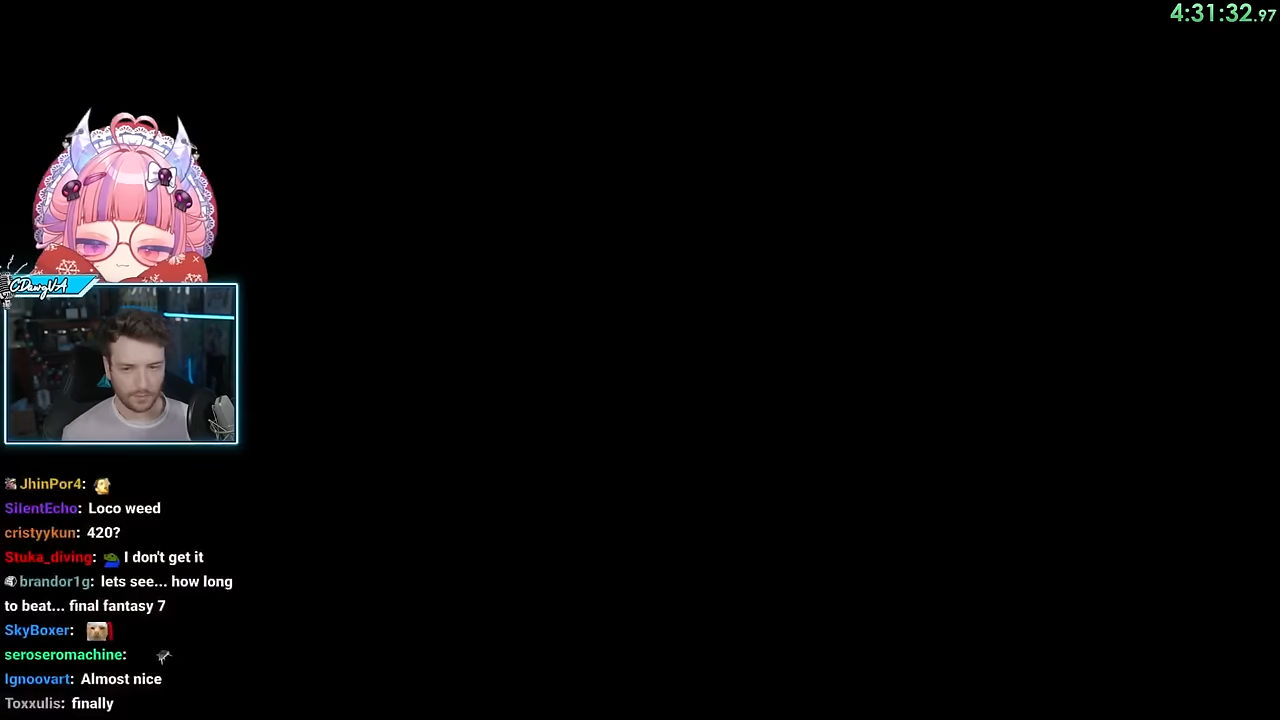 4:31:32.97
CDawgVA
JhinPor4:
SilentEcho: Loco weed
cristyykun: 420?
Stuka_diving: I don't get it
brandor1g: lets see... how long
to beat... final fantasy 7
SkyBoxer:
seroseromachine:
Ignoovart: Almost nice
Toxxulis: finally